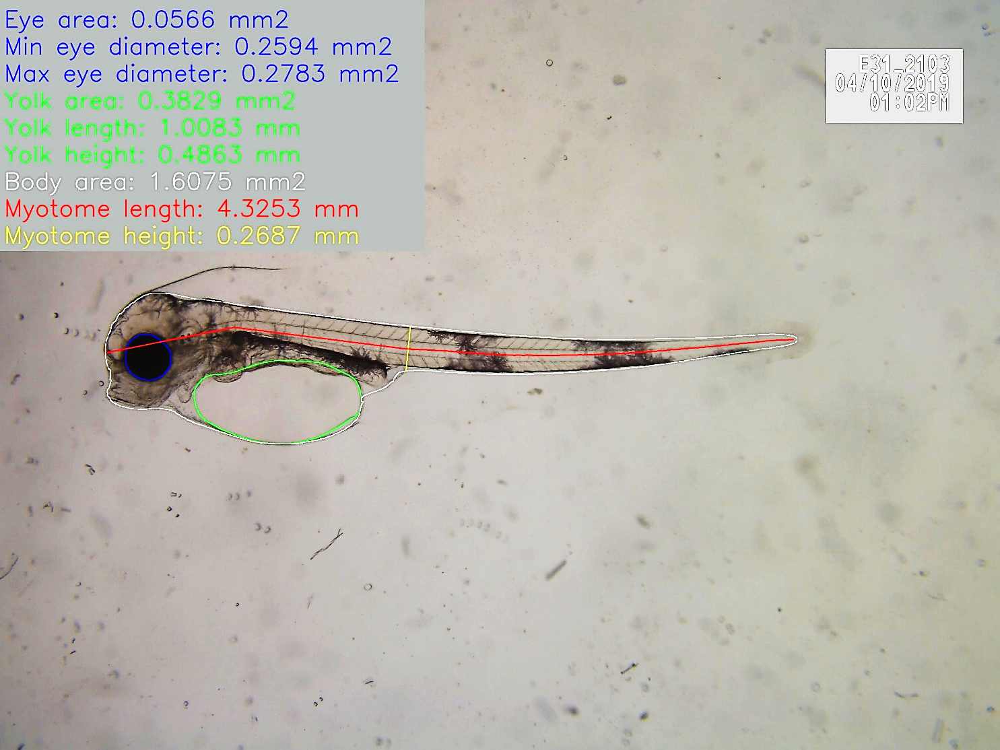 Eye area: 0.0566 mm2
Min eye diameter: 0.2594 mm2
Max eye diameter: 0.2783 mm2
Yolk area: 0.3829 mm2
Yolk length: 1.0083 mm
Yolk height: 0.4863 mm
Body area: 1.6075 mm2
Myotome length: 4.3253 mm
Myotome height: 0.2687 mm
E31_2103
04/10/2019
01:02PM